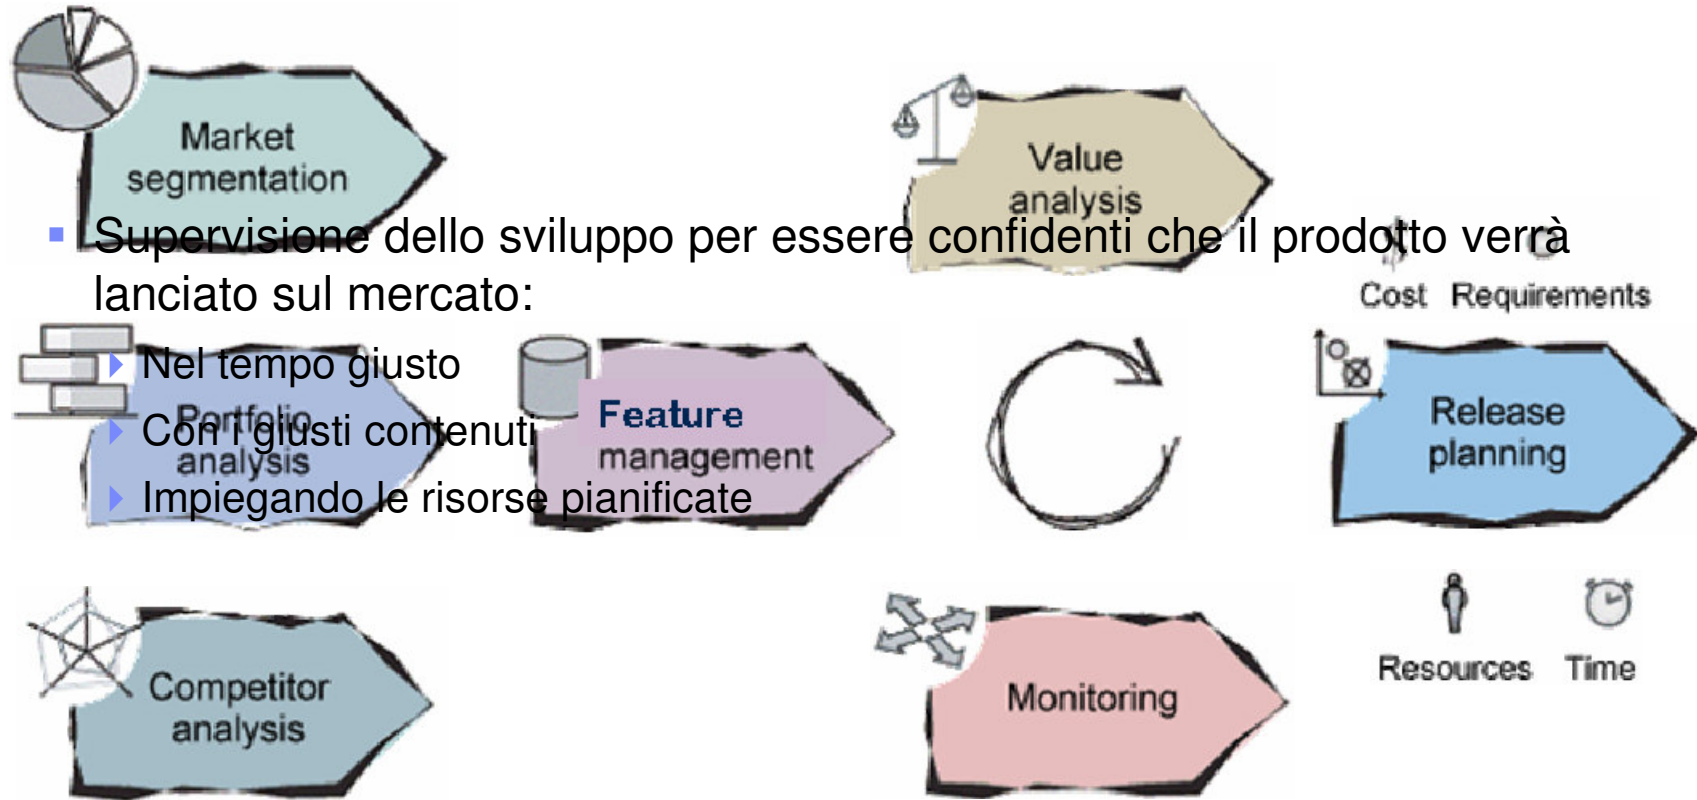 Market
segmentation
Value
analysis
Supervisione dello sviluppo per essere confidenti che il prodotto verrà
lanciato sul mercato:
Cost Requirements
Nel tempo giusto
Con i giusti contenuti
Impiegando le risorse pianificate
Portfolio
analysis
Feature
management
Release
planning
Competitor
analysis
Monitoring
Resources Time